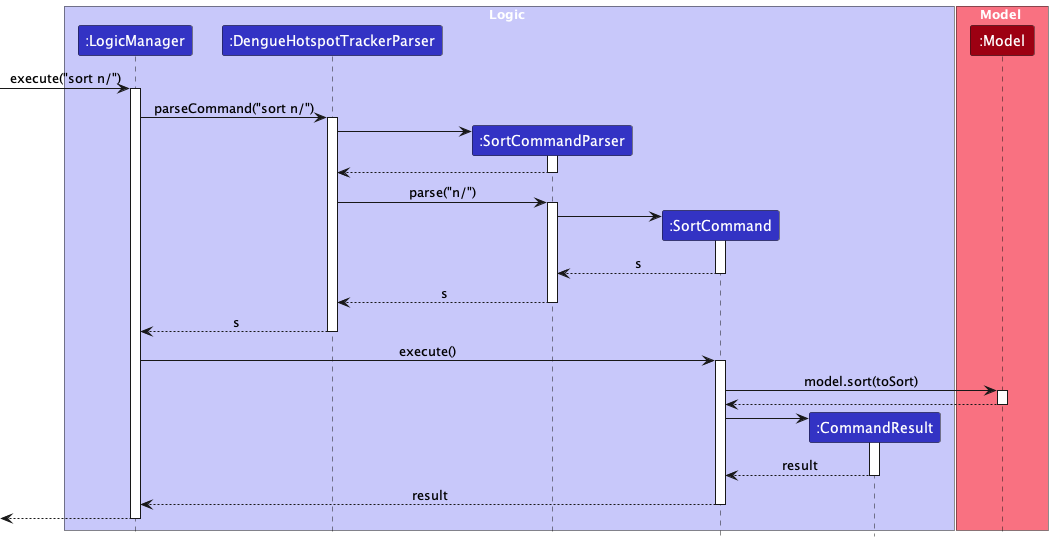 Logic
Model
:LogicManager
:DengueHotspotTrackerParser
:Model
execute("sort n/")
parseCommand("sort n/")
:SortCommandParser
parse("n/")
:SortCommand
s
s
s
execute()
model.sort(toSort)
:CommandResult
result
result